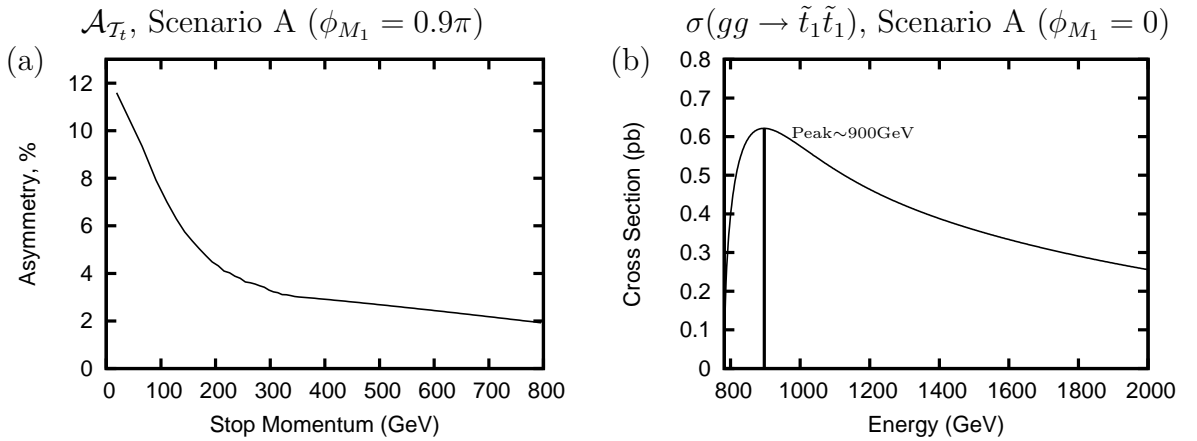 𝒜_{𝒯_t}, Scenario A (ϕ_{M_1} = 0.9π)
(a)
12
10
8
6
4
2
0
Asymmetry, %
0 100 200 300 400 500 600 700 800
Stop Momentum (GeV)
σ(gg → t̃_1 t̃_1), Scenario A (ϕ_{M_1} = 0)
(b)
0.8
0.7
0.6
0.5
0.4
0.3
0.2
0.1
0
Cross Section (pb)
Peak~900GeV
800 1000 1200 1400 1600 1800 2000
Energy (GeV)